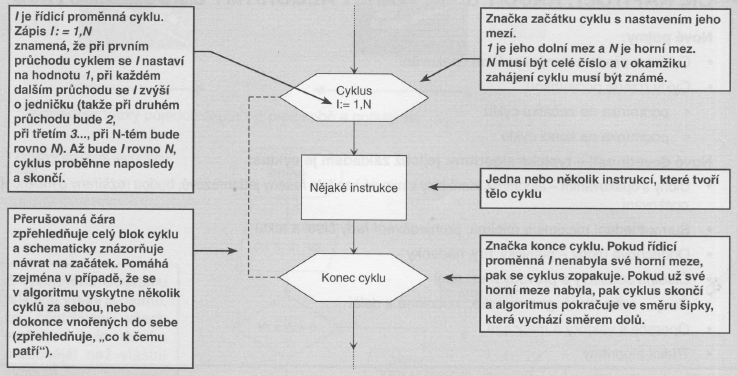 I je řídicí proměnná cyklu.
Zápis I: = 1,N
znamená, že při prvním
průchodu cyklem se I nastaví
na hodnotu 1, při každém
dalším průchodu se I zvýší
o jedničku (takže při druhém
průchodu bude 2,
při třetím 3..., při N-tém bude
rovno N). Až bude I rovno N,
cyklus proběhne naposledy
a skončí.
Cyklus
I:= 1,N
Značka začátku cyklu s nastavením jeho
mezí.
1 je jeho dolní mez a N je horní mez.
N musí být celé číslo a v okamžiku
zahájení cyklu musí být známé.
Nějaké instrukce
Jedna nebo několik instrukcí, které tvoří
tělo cyklu
Přerušovaná čára
zpřehledňuje celý blok cyklu
a schematicky znázorňuje
návrat na začátek. Pomáhá
zejména v případě, že se
v algoritmu vyskytne několik
cyklů za sebou, nebo
dokonce vnořených do sebe
(zpřehledňuje, „co k čemu
patří“).
Konec cyklu
Značka konce cyklu. Pokud řídicí
proměnná I nenabyla své horní meze,
pak se cyklus zopakuje. Pokud už své
horní meze nabyla, pak cyklus skončí
a algoritmus pokračuje ve směru šipky,
která vychází směrem dolů.